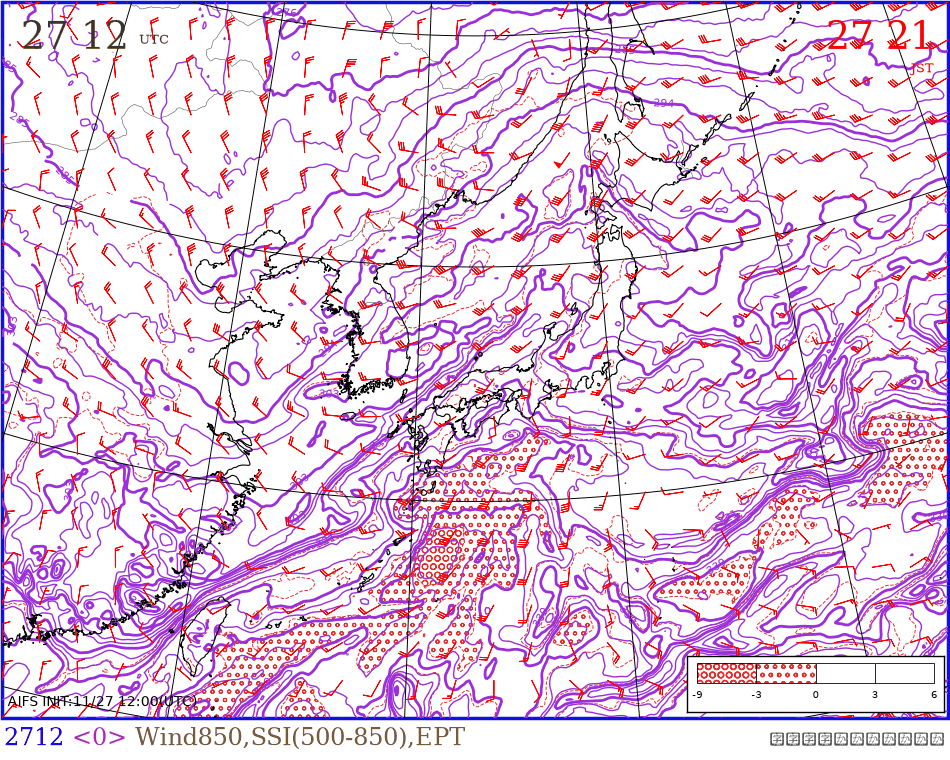 27 12 UTC
27 21
JST
294
AIFS INIT:11/27 12:00(UTC)
-9 -3 0 3 6
2712 <0> Wind850,SSI(500-850),EPT